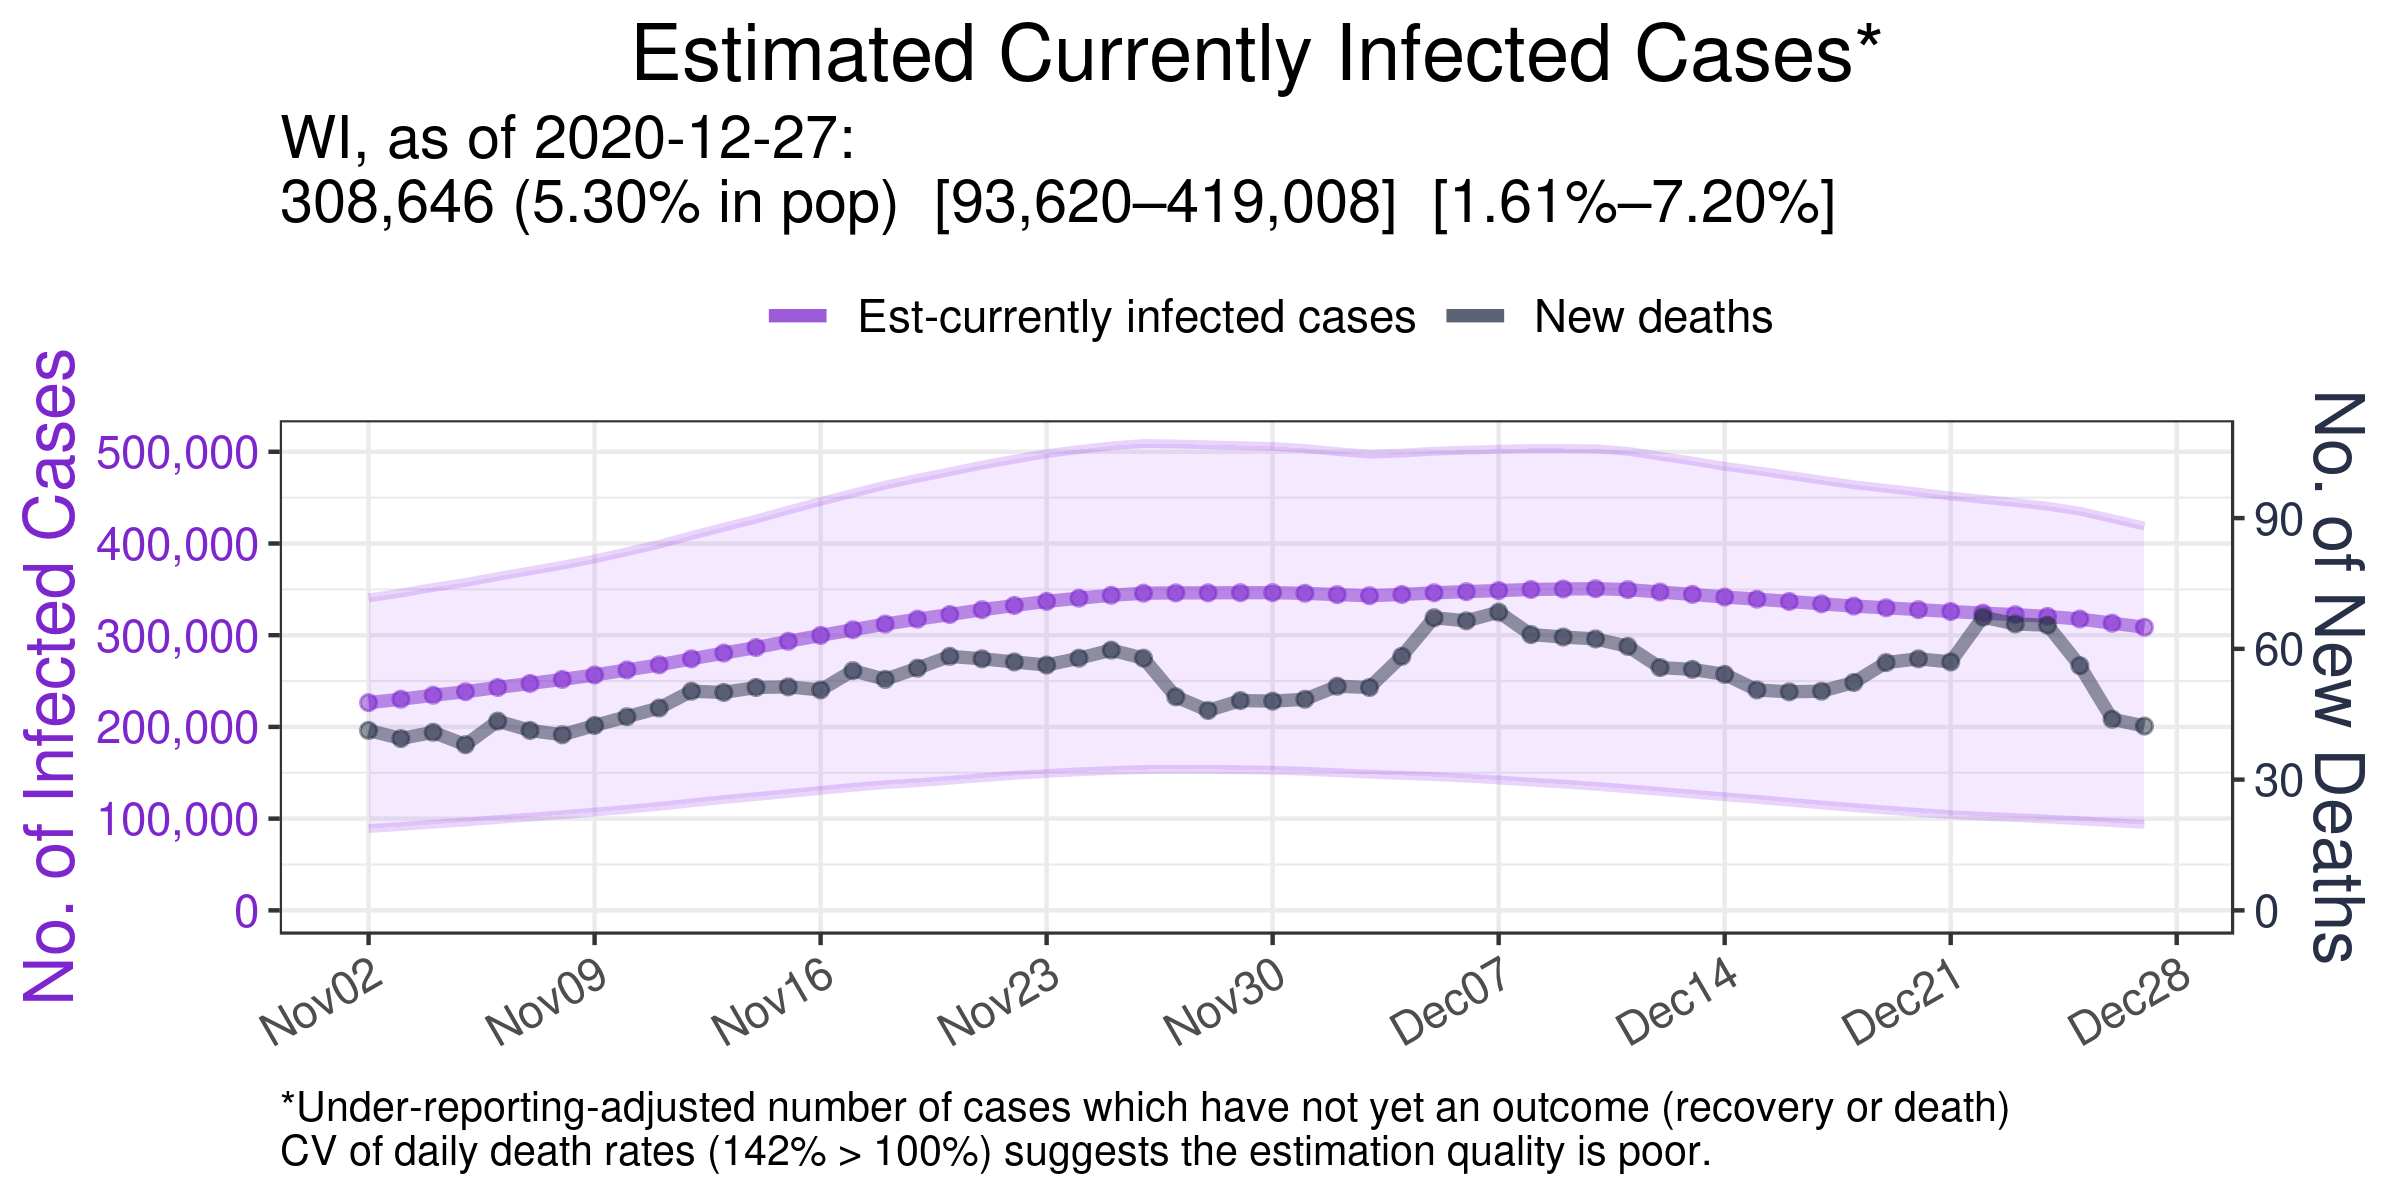 Estimated Currently Infected Cases*
WI, as of 2020-12-27:
308,646 (5.30% in pop) [93,620–419,008] [1.61%–7.20%]
Est-currently infected cases
New deaths
No. of Infected Cases
500,000
400,000
300,000
200,000
100,000
0
90
60
30
0
No. of New Deaths
Nov02
Nov09
Nov16
Nov23
Nov30
Dec07
Dec14
Dec21
Dec28
*Under-reporting-adjusted number of cases which have not yet an outcome (recovery or death)
CV of daily death rates (142% > 100%) suggests the estimation quality is poor.